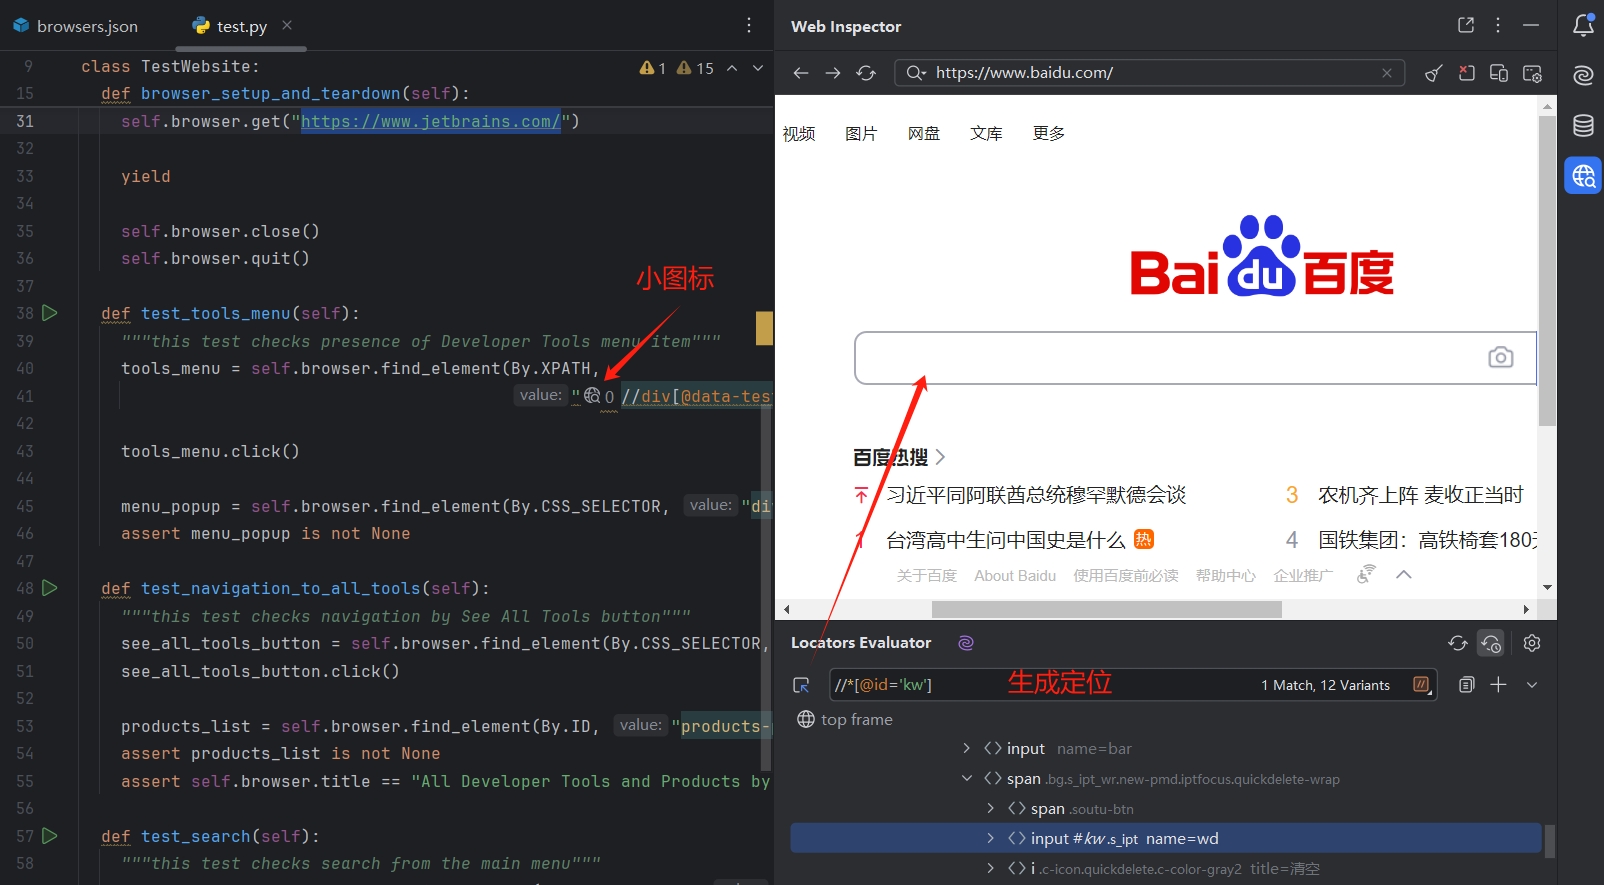 browsers.json
test.py
9 class TestWebsite:
1 15
15 def browser_setup_and_teardown(self):
31 self.browser.get("https://www.jetbrains.com/")
32
33 yield
34
35 self.browser.close()
36 self.browser.quit()
37
小图标
38 def test_tools_menu(self):
39 """this test checks presence of Developer Tools menu item"""
40 tools_menu = self.browser.find_element(By.XPATH,
41 value: " 0 //div[@data-tes
42
43 tools_menu.click()
44
45 menu_popup = self.browser.find_element(By.CSS_SELECTOR, value: "di
46 assert menu_popup is not None
47
48 def test_navigation_to_all_tools(self):
49 """this test checks navigation by See All Tools button"""
50 see_all_tools_button = self.browser.find_element(By.CSS_SELECTOR,
51 see_all_tools_button.click()
52
53 products_list = self.browser.find_element(By.ID, value: "products-
54 assert products_list is not None
55 assert self.browser.title == "All Developer Tools and Products by
56
57 def test_search(self):
58 """this test checks search from the main menu"""
Web Inspector
https://www.baidu.com/
视频 图片 网盘 文库 更多
Bai du 百度
百度热搜
习近平同阿联酋总统穆罕默德会谈
3 农机齐上阵 麦收正当时
1 台湾高中生问中国史是什么 热
4 国铁集团：高铁椅套180
关于百度 About Baidu 使用百度前必读 帮助中心 企业推广
Locators Evaluator
//*[@id='kw'] 生成定位 1 Match, 12 Variants
top frame
input name=bar
span .bg.s_ipt_wr.new-pmd.iptfocus.quickdelete-wrap
span .soutu-btn
input #kw .s_ipt name=wd
i .c-icon.quickdelete.c-color-gray2 title=清空